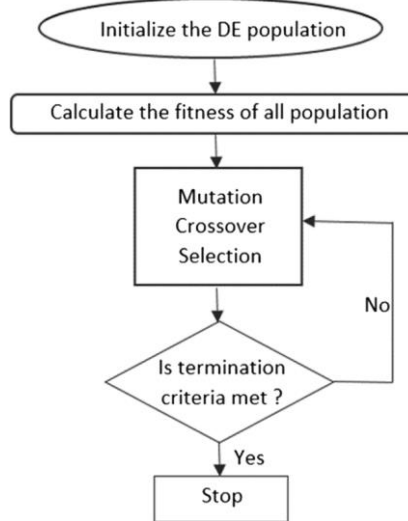 Initialize the DE population
Calculate the fitness of all population
Mutation
Crossover
Selection
No
Is termination
criteria met ?
Yes
Stop